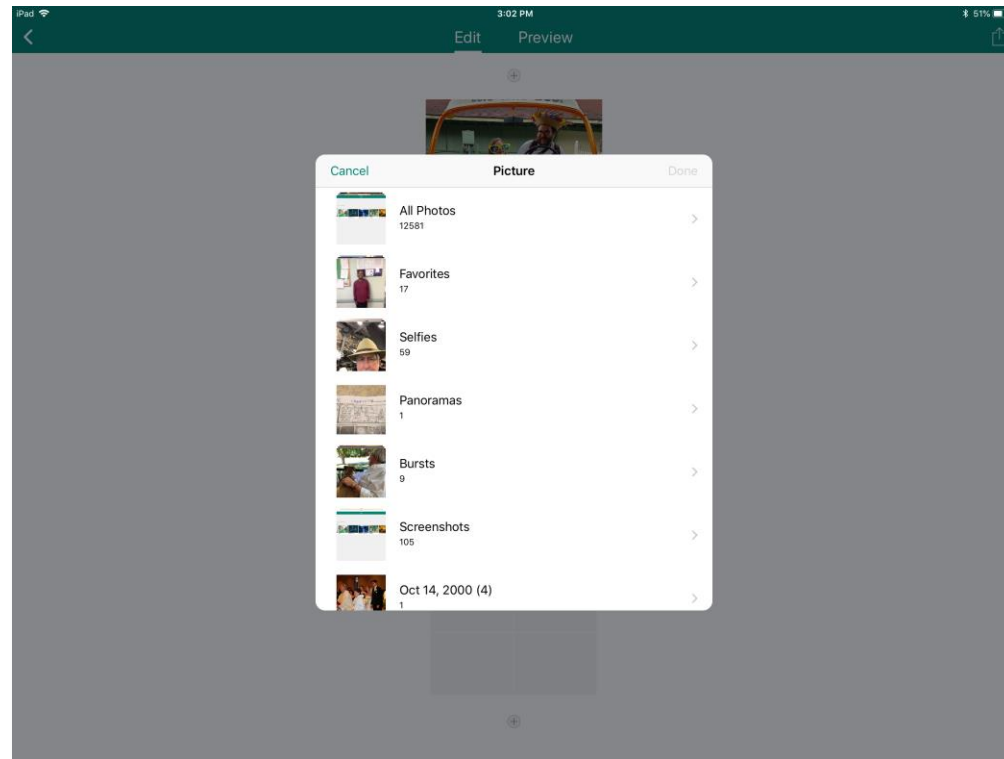 iPad 3:02 PM 51%
Edit Preview
Cancel Picture Done
All Photos
12581
Favorites
17
Selfies
59
Panoramas
1
Bursts
9
Screenshots
105
Oct 14, 2000 (4)
1